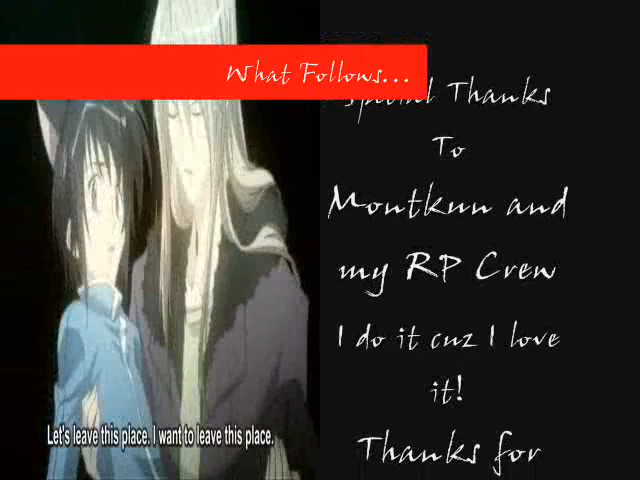 What Follows...
Special Thanks
To
Montkun and
my RP Crew
I do it cuz I love
it!
Thanks for
Let's leave this place. I want to leave this place.